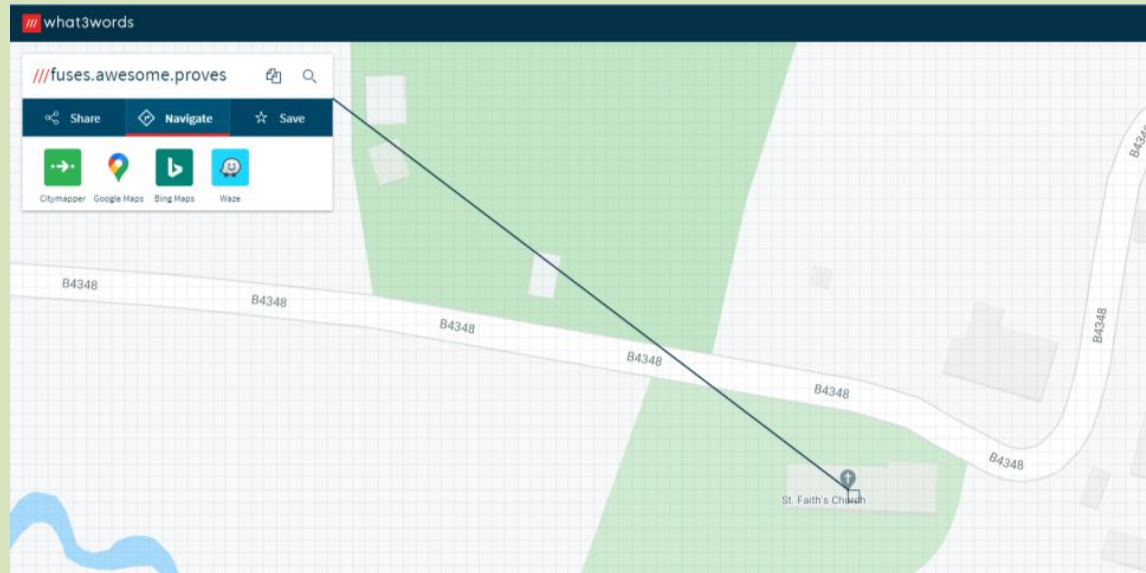 /// what3words
///fuses.awesome.proves
Share Navigate Save
Citymapper Google Maps Bing Maps Waze
B4348
B4348
B4348
B4348
B4348
B4348
B4348
B4348
St. Faith's Church